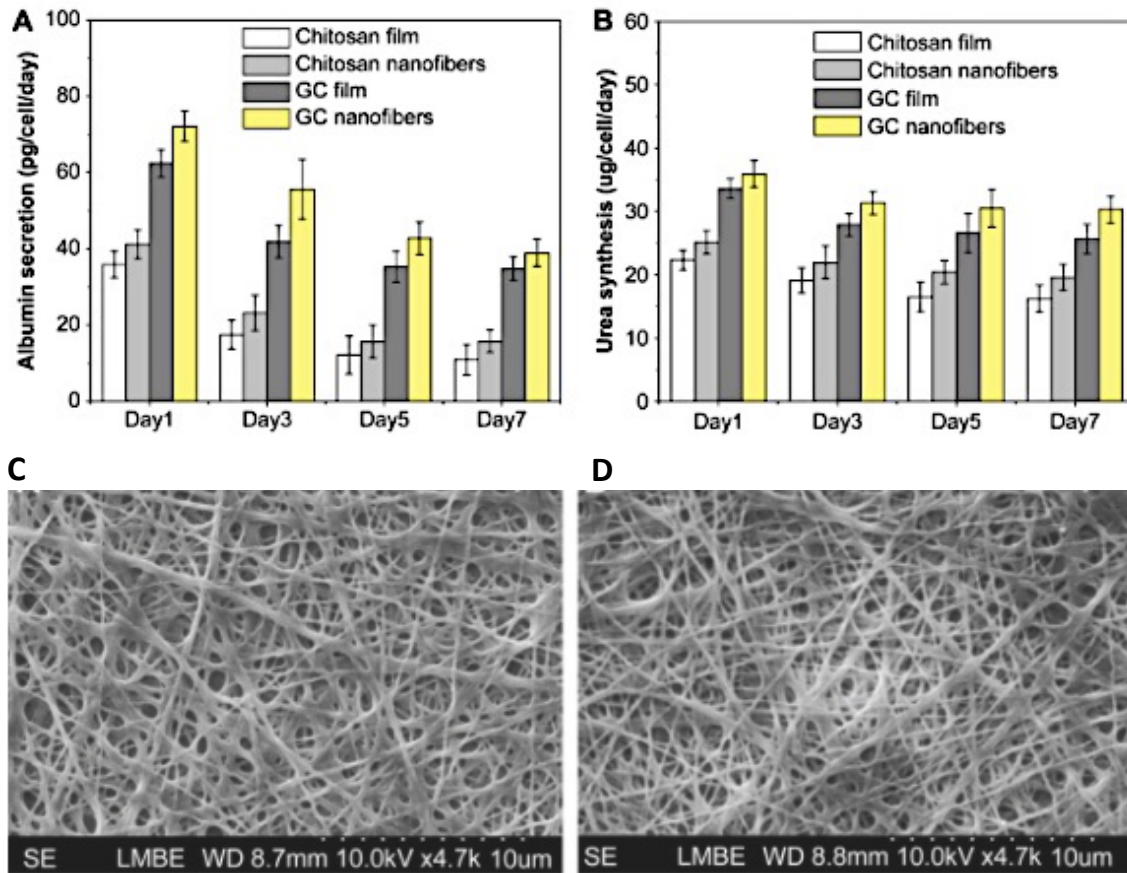 A
100
80
60
40
20
0
Albumin secretion (pg/cell/day)
Chitosan film
Chitosan nanofibers
GC film
GC nanofibers
Day1 Day3 Day5 Day7
B
60
50
40
30
20
10
0
Urea synthesis (ug/cell/day)
Chitosan film
Chitosan nanofibers
GC film
GC nanofibers
Day1 Day3 Day5 Day7
C
SE LMBE WD 8.7mm 10.0kV x4.7k 10um
D
SE LMBE WD 8.8mm 10.0kV x4.7k 10um